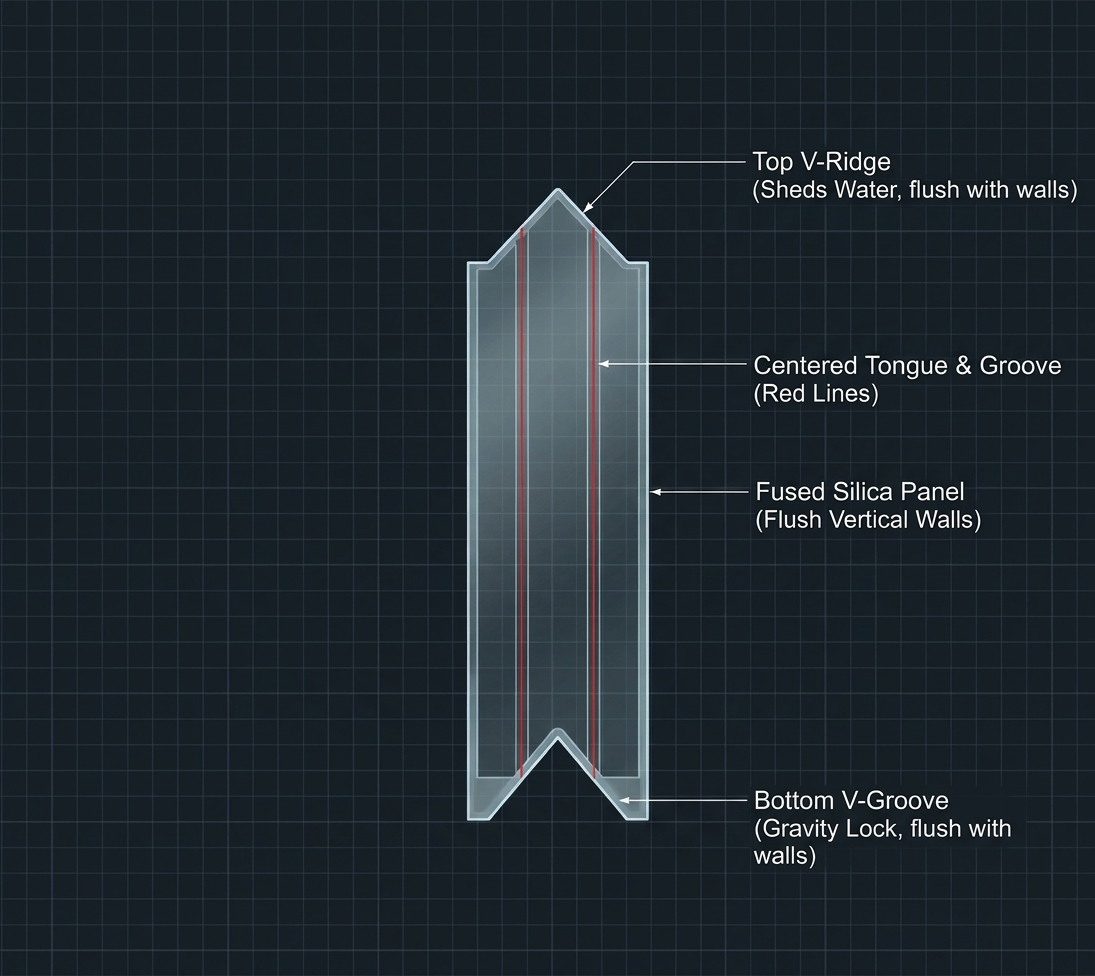 Top V-Ridge
(Sheds Water, flush with walls)
Centered Tongue & Groove
(Red Lines)
Fused Silica Panel
(Flush Vertical Walls)
Bottom V-Groove
(Gravity Lock, flush with
walls)